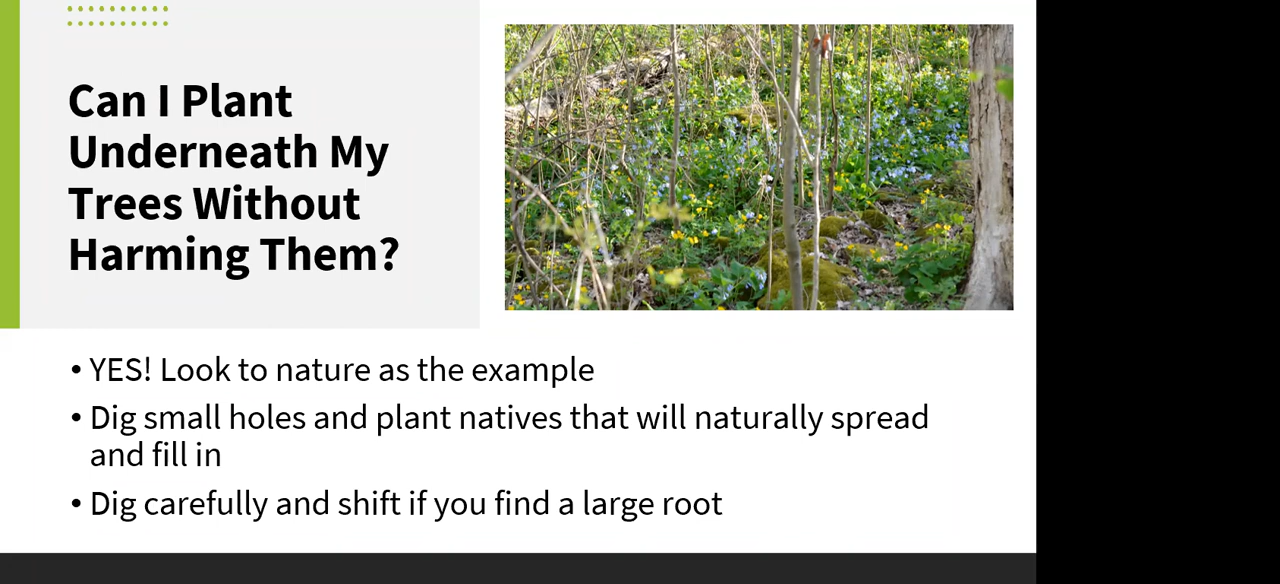 Can I Plant
Underneath My
Trees Without
Harming Them?
• YES! Look to nature as the example
• Dig small holes and plant natives that will naturally spread
and fill in
• Dig carefully and shift if you find a large root